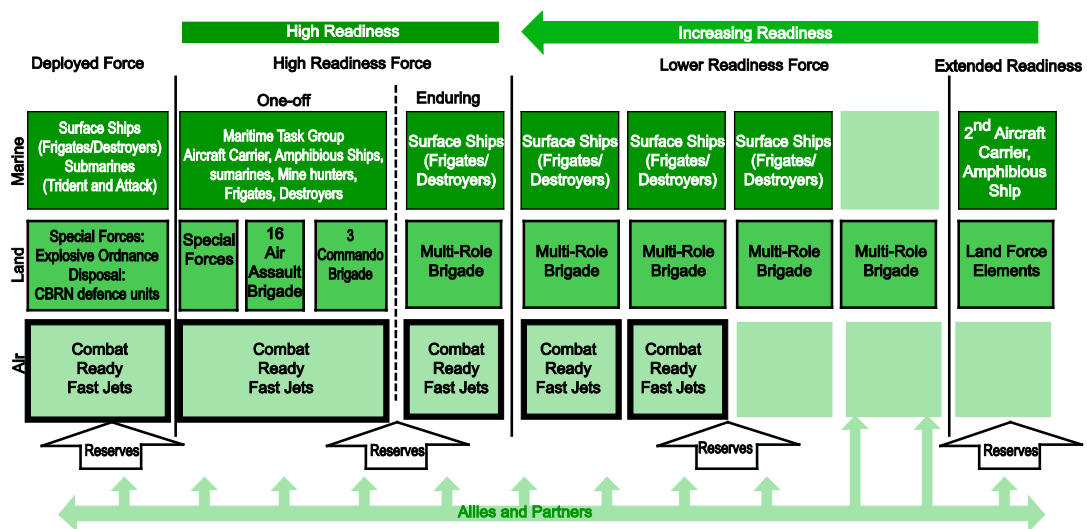 High Readiness
Increasing Readiness
Deployed Force
High Readiness Force
Lower Readiness Force
Extended Readiness
One-off
Enduring
Marine
Surface Ships
(Frigates/Destroyers)
Submarines
(Trident and Attack)
Maritime Task Group
Aircraft Carrier, Amphibious Ships,
sumarines, Mine hunters,
Frigates, Destroyers
Surface Ships
(Frigates/
Destroyers)
Surface Ships
(Frigates/
Destroyers)
Surface Ships
(Frigates/
Destroyers)
Surface Ships
(Frigates/
Destroyers)
2nd Aircraft
Carrier,
Amphibious
Ship
Land
Special Forces:
Explosive Ordnance
Disposal:
CBRN defence units
Special
Forces
16
Air
Assault
Brigade
3
Commando
Brigade
Multi-Role
Brigade
Multi-Role
Brigade
Multi-Role
Brigade
Multi-Role
Brigade
Multi-Role
Brigade
Land Force
Elements
Air
Combat
Ready
Fast Jets
Combat
Ready
Fast Jets
Combat
Ready
Fast Jets
Combat
Ready
Fast Jets
Combat
Ready
Fast Jets
Reserves
Reserves
Reserves
Reserves
Allies and Partners